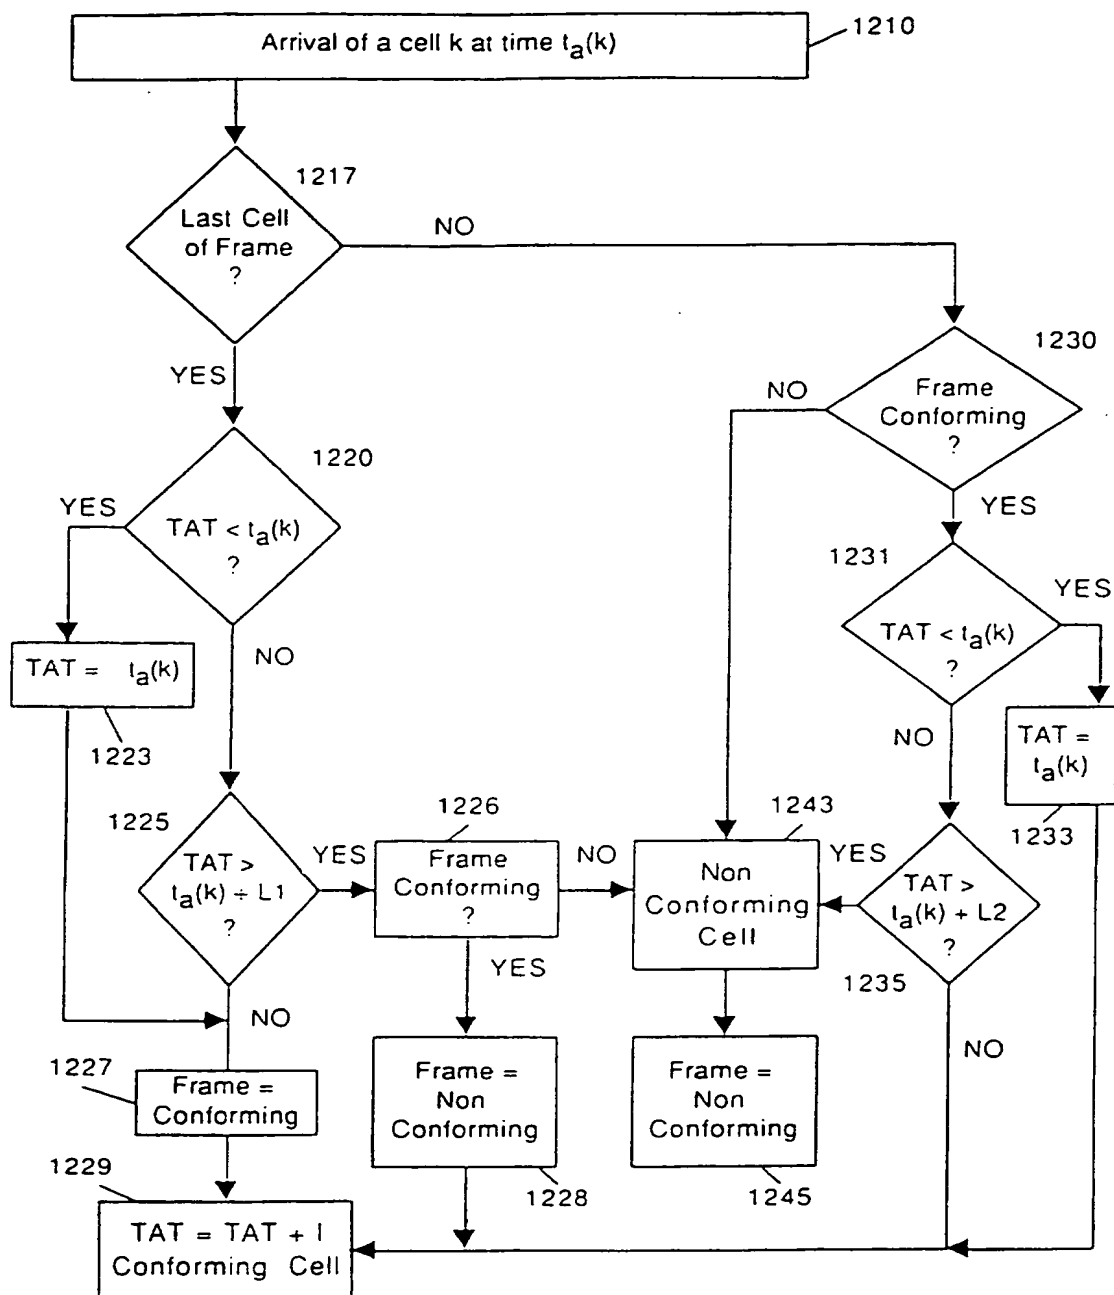 Arrival of a cell k at time ta(k)
1210
1217
Last Cell
of Frame
?
NO
YES
1230
Frame
Conforming
?
NO
YES
1220
TAT < ta(k)
?
YES
NO
1231
TAT < ta(k)
?
YES
NO
TAT = ta(k)
1223
TAT =
ta(k)
1233
1225
TAT >
ta(k) + L1
?
YES
NO
1226
Frame
Conforming
?
NO
YES
1243
Non
Conforming
Cell
YES
TAT >
ta(k) + L2
?
1235
NO
1227
Frame =
Conforming
Frame =
Non
Conforming
1228
Frame =
Non
Conforming
1245
1229
TAT = TAT + I
Conforming Cell